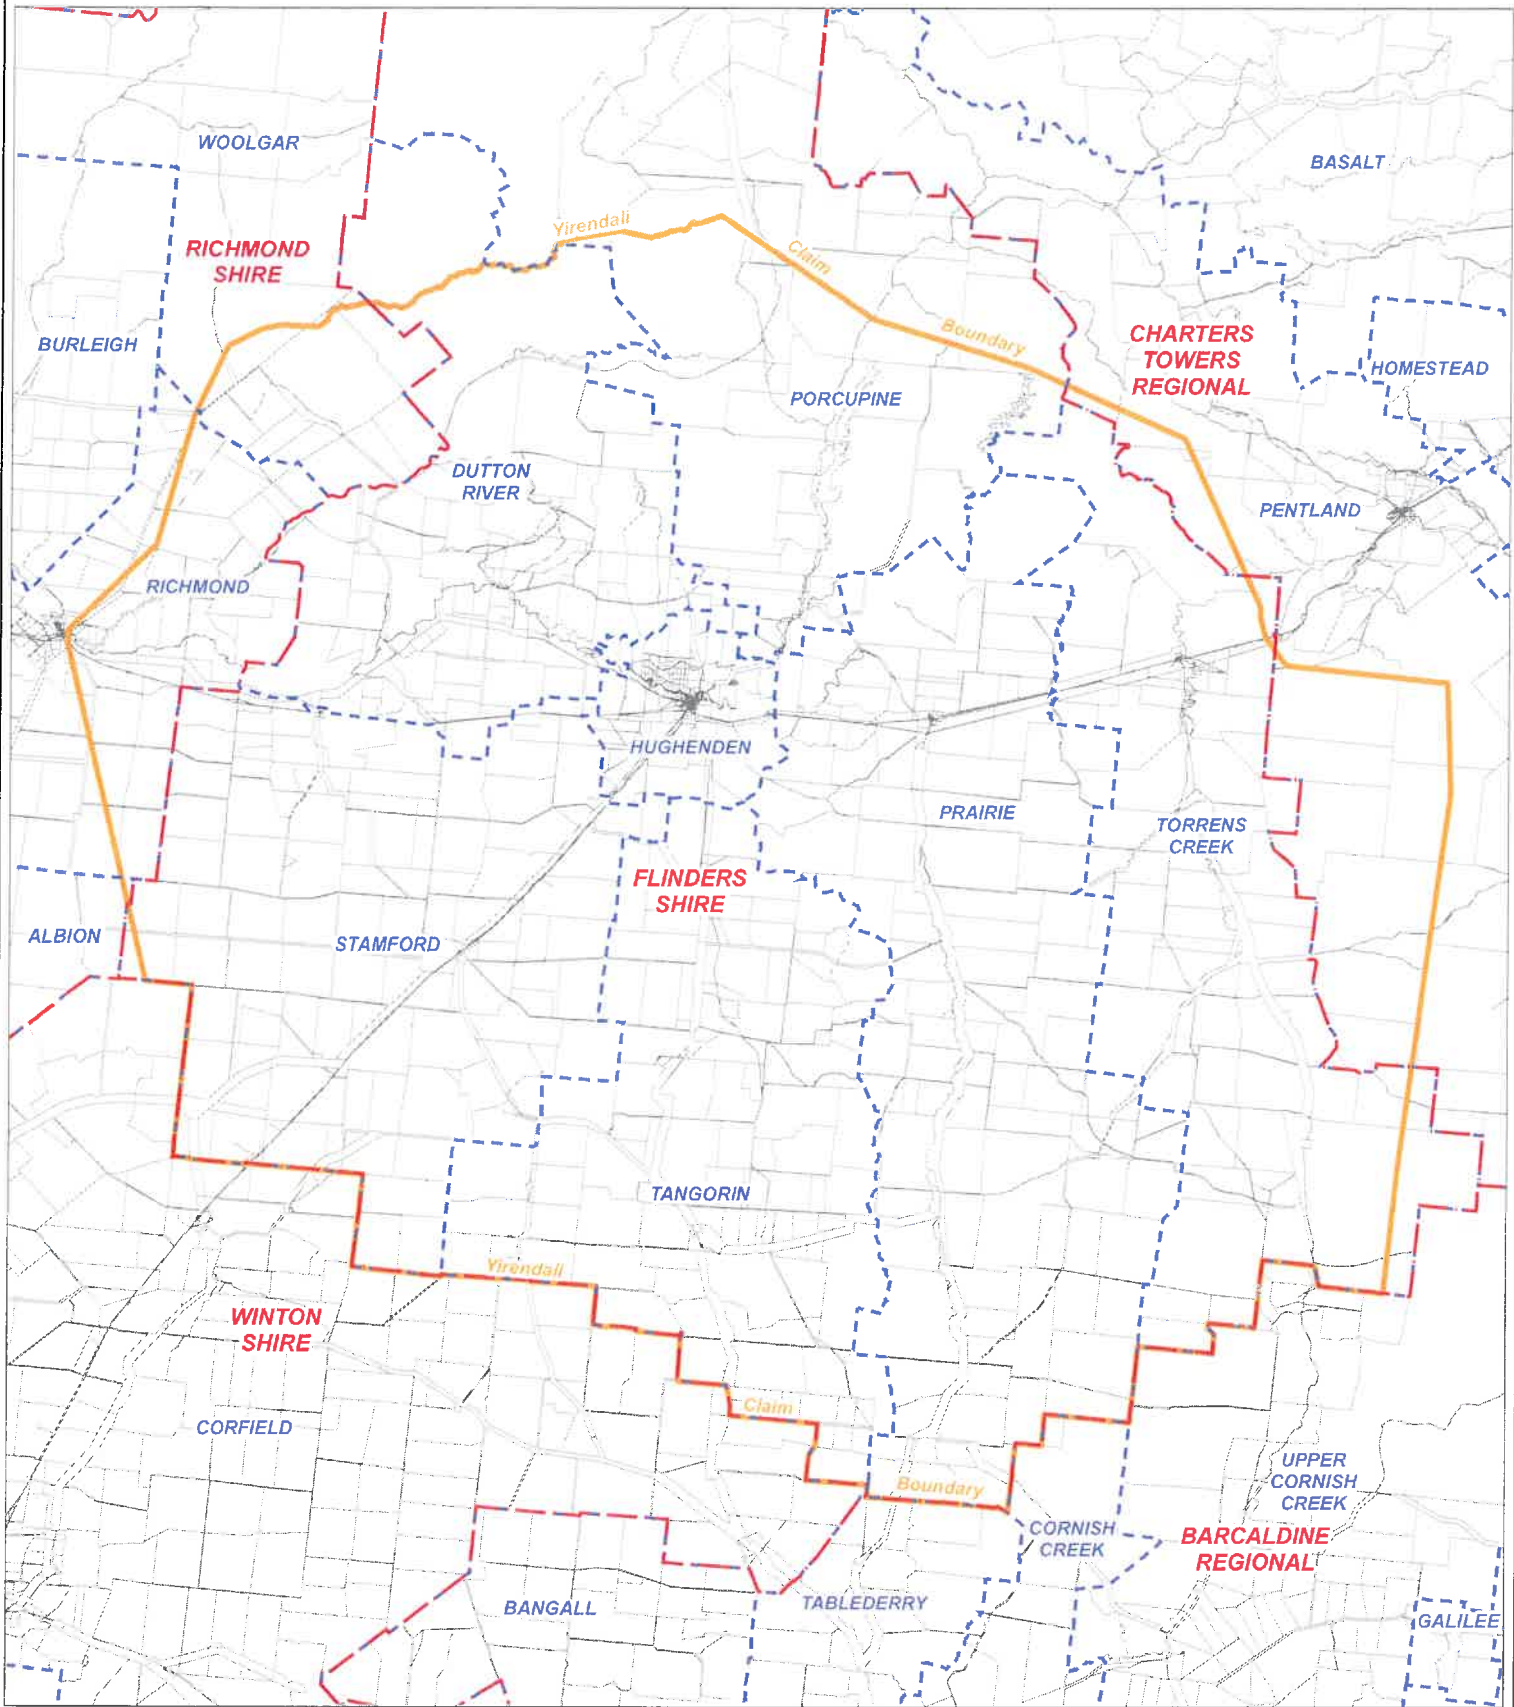 WOOLGAR
BASALT
Yirendali
RICHMOND
SHIRE
Claim
BURLEIGH
Boundary
CHARTERS
TOWERS
REGIONAL
HOMESTEAD
PORCUPINE
DUTTON
RIVER
PENTLAND
RICHMOND
HUGHENDEN
PRAIRIE
TORRENS
CREEK
FLINDERS
SHIRE
ALBION
STAMFORD
TANGORIN
Yirendali
WINTON
SHIRE
Claim
CORFIELD
UPPER
CORNISH
CREEK
Boundary
CORNISH
CREEK
BARCALDINE
REGIONAL
BANGALL
TABLEDERRY
GALILEE